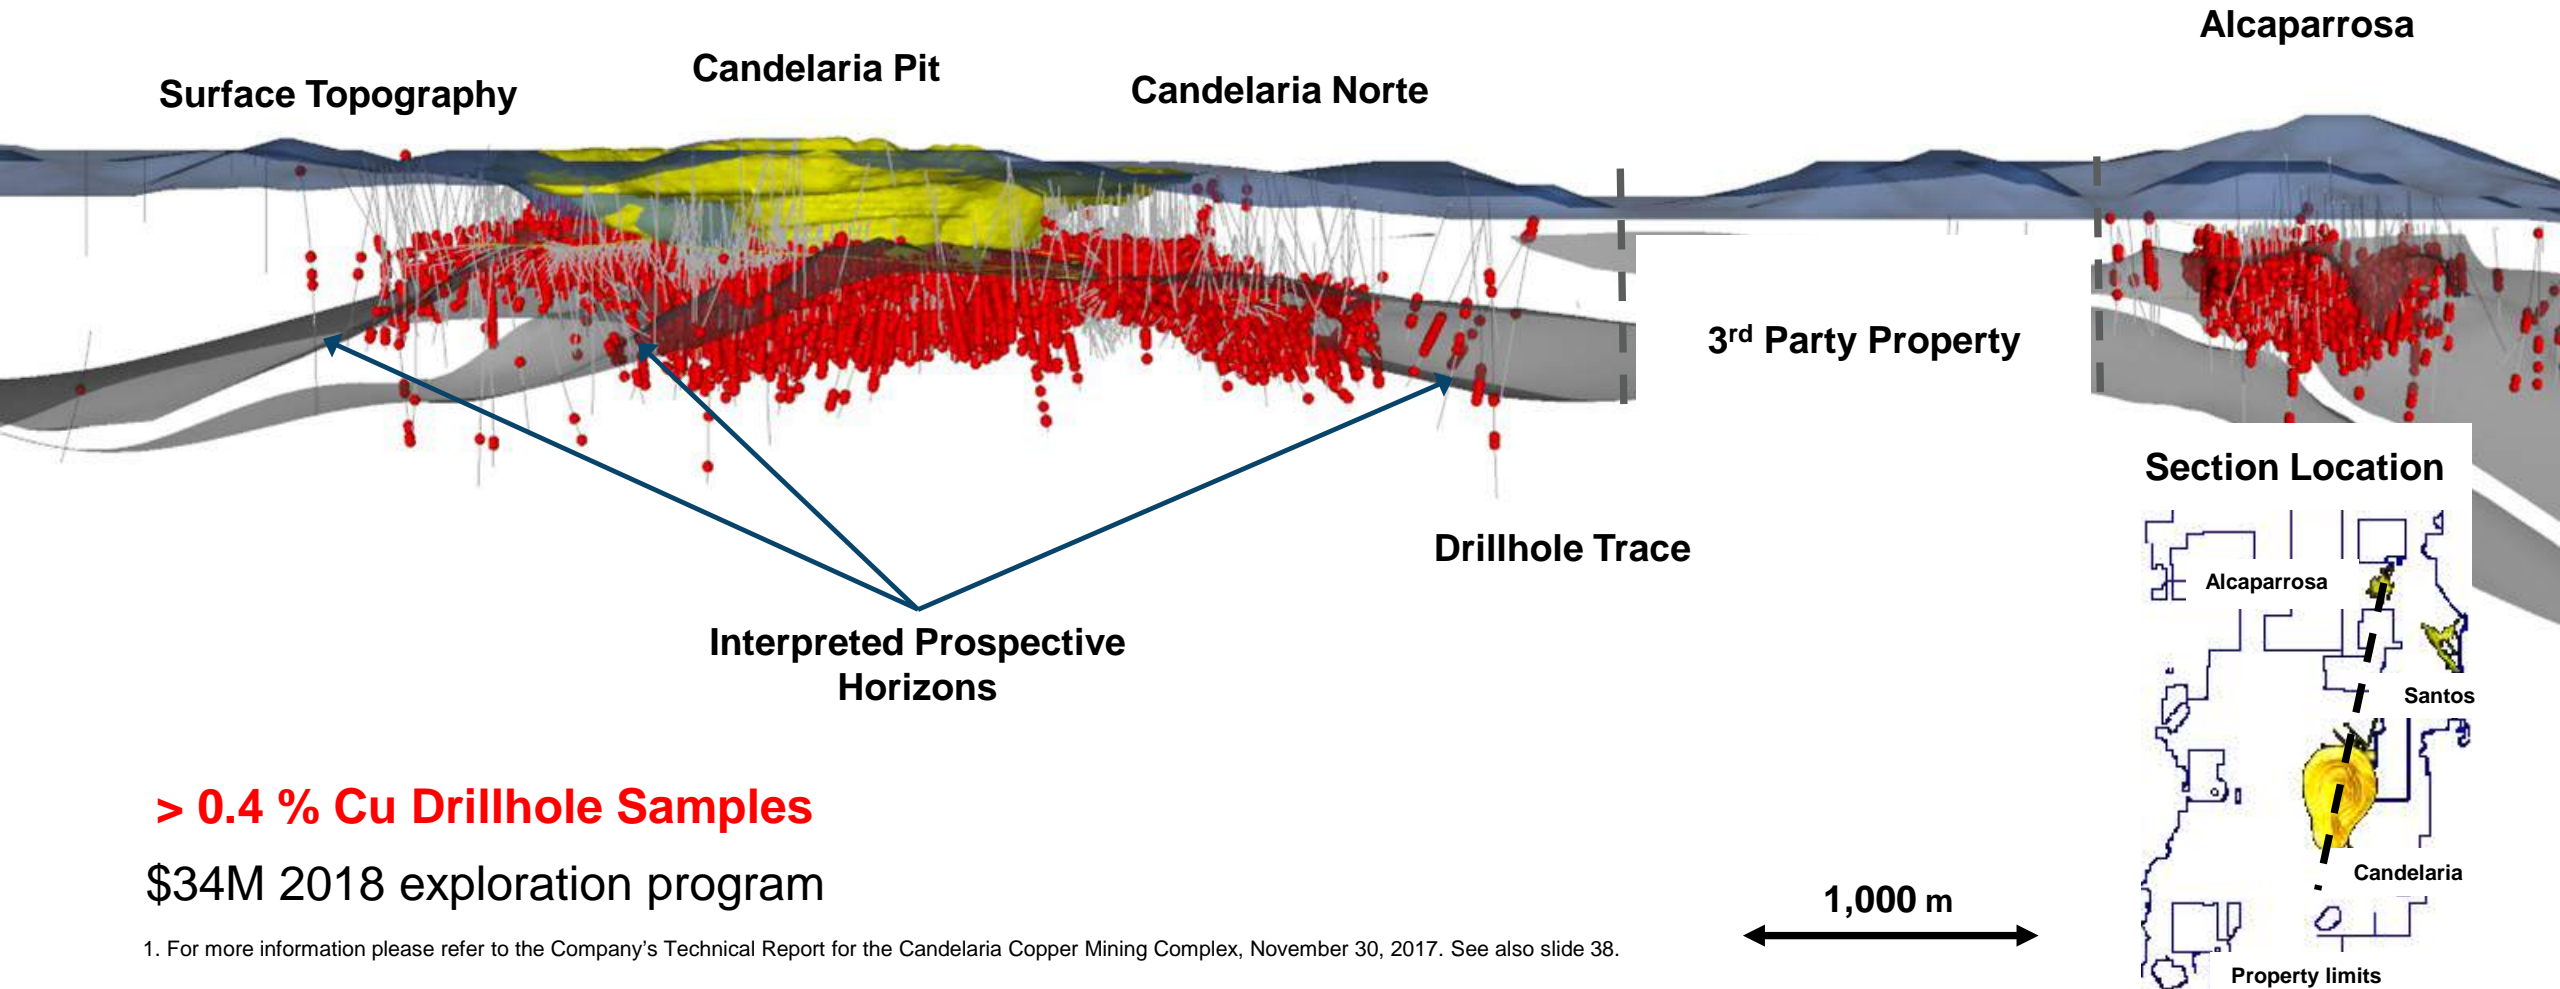 Alcaparrosa
Candelaria Pit
Candelaria Norte
Surface Topography
3rd Party Property
Section Location
Drillhole Trace
Alcaparrosa
Interpreted Prospective
Horizons
Santos
> 0.4 % Cu Drillhole Samples
Candelaria
$34M 2018 exploration program
1,000 m
1. For more information please refer to the Company's Technical Report for the Candelaria Copper Mining Complex, November 30, 2017. See also slide 38.
Property limits